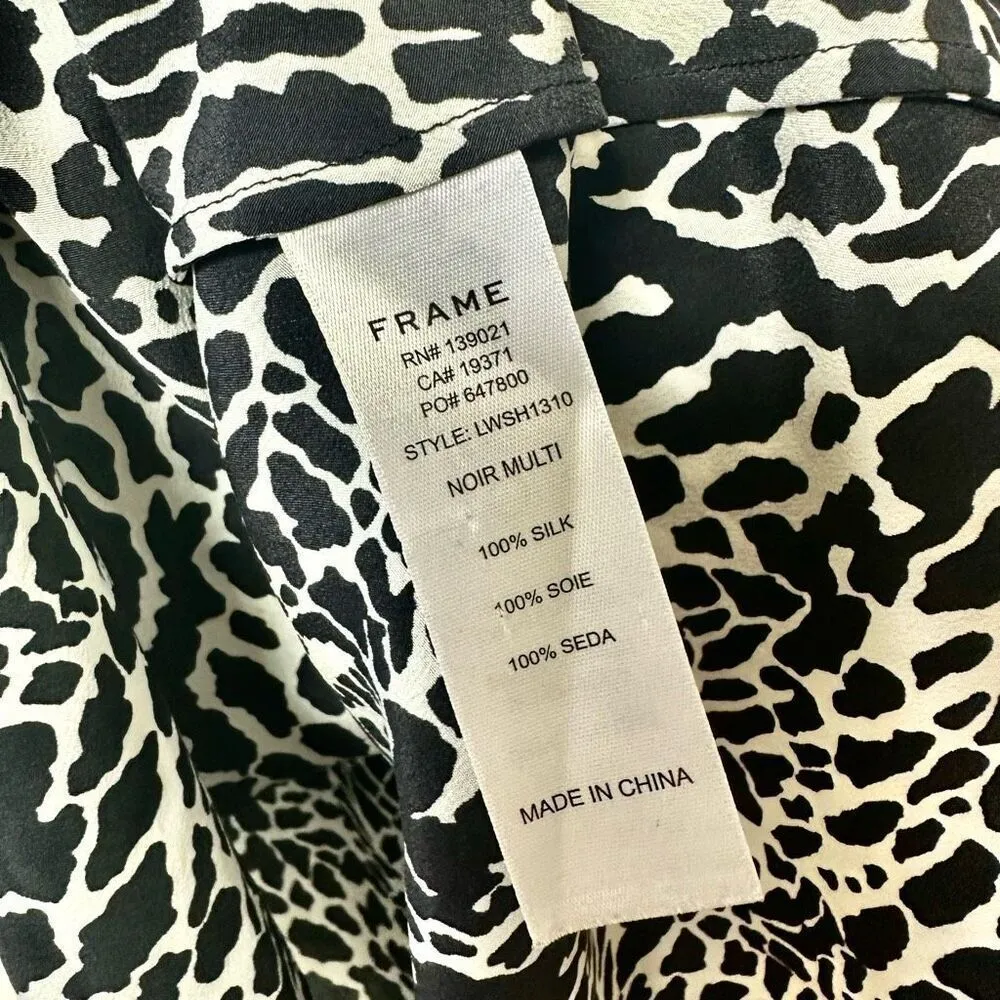 FRAME
RN# 139021
CA# 19371
PO# 647800
STYLE: LWSH1310
NOIR MULTI
100% SILK
100% SOIE
100% SEDA
MADE IN CHINA